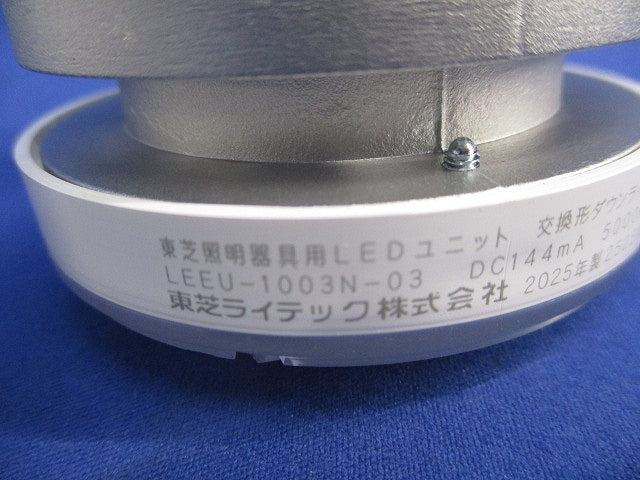 東芝照明器具用LEDユニット 交換形ダウン
LEEU-1003N-03 DC144mA 500
東芝ライテック株式会社 2025年製